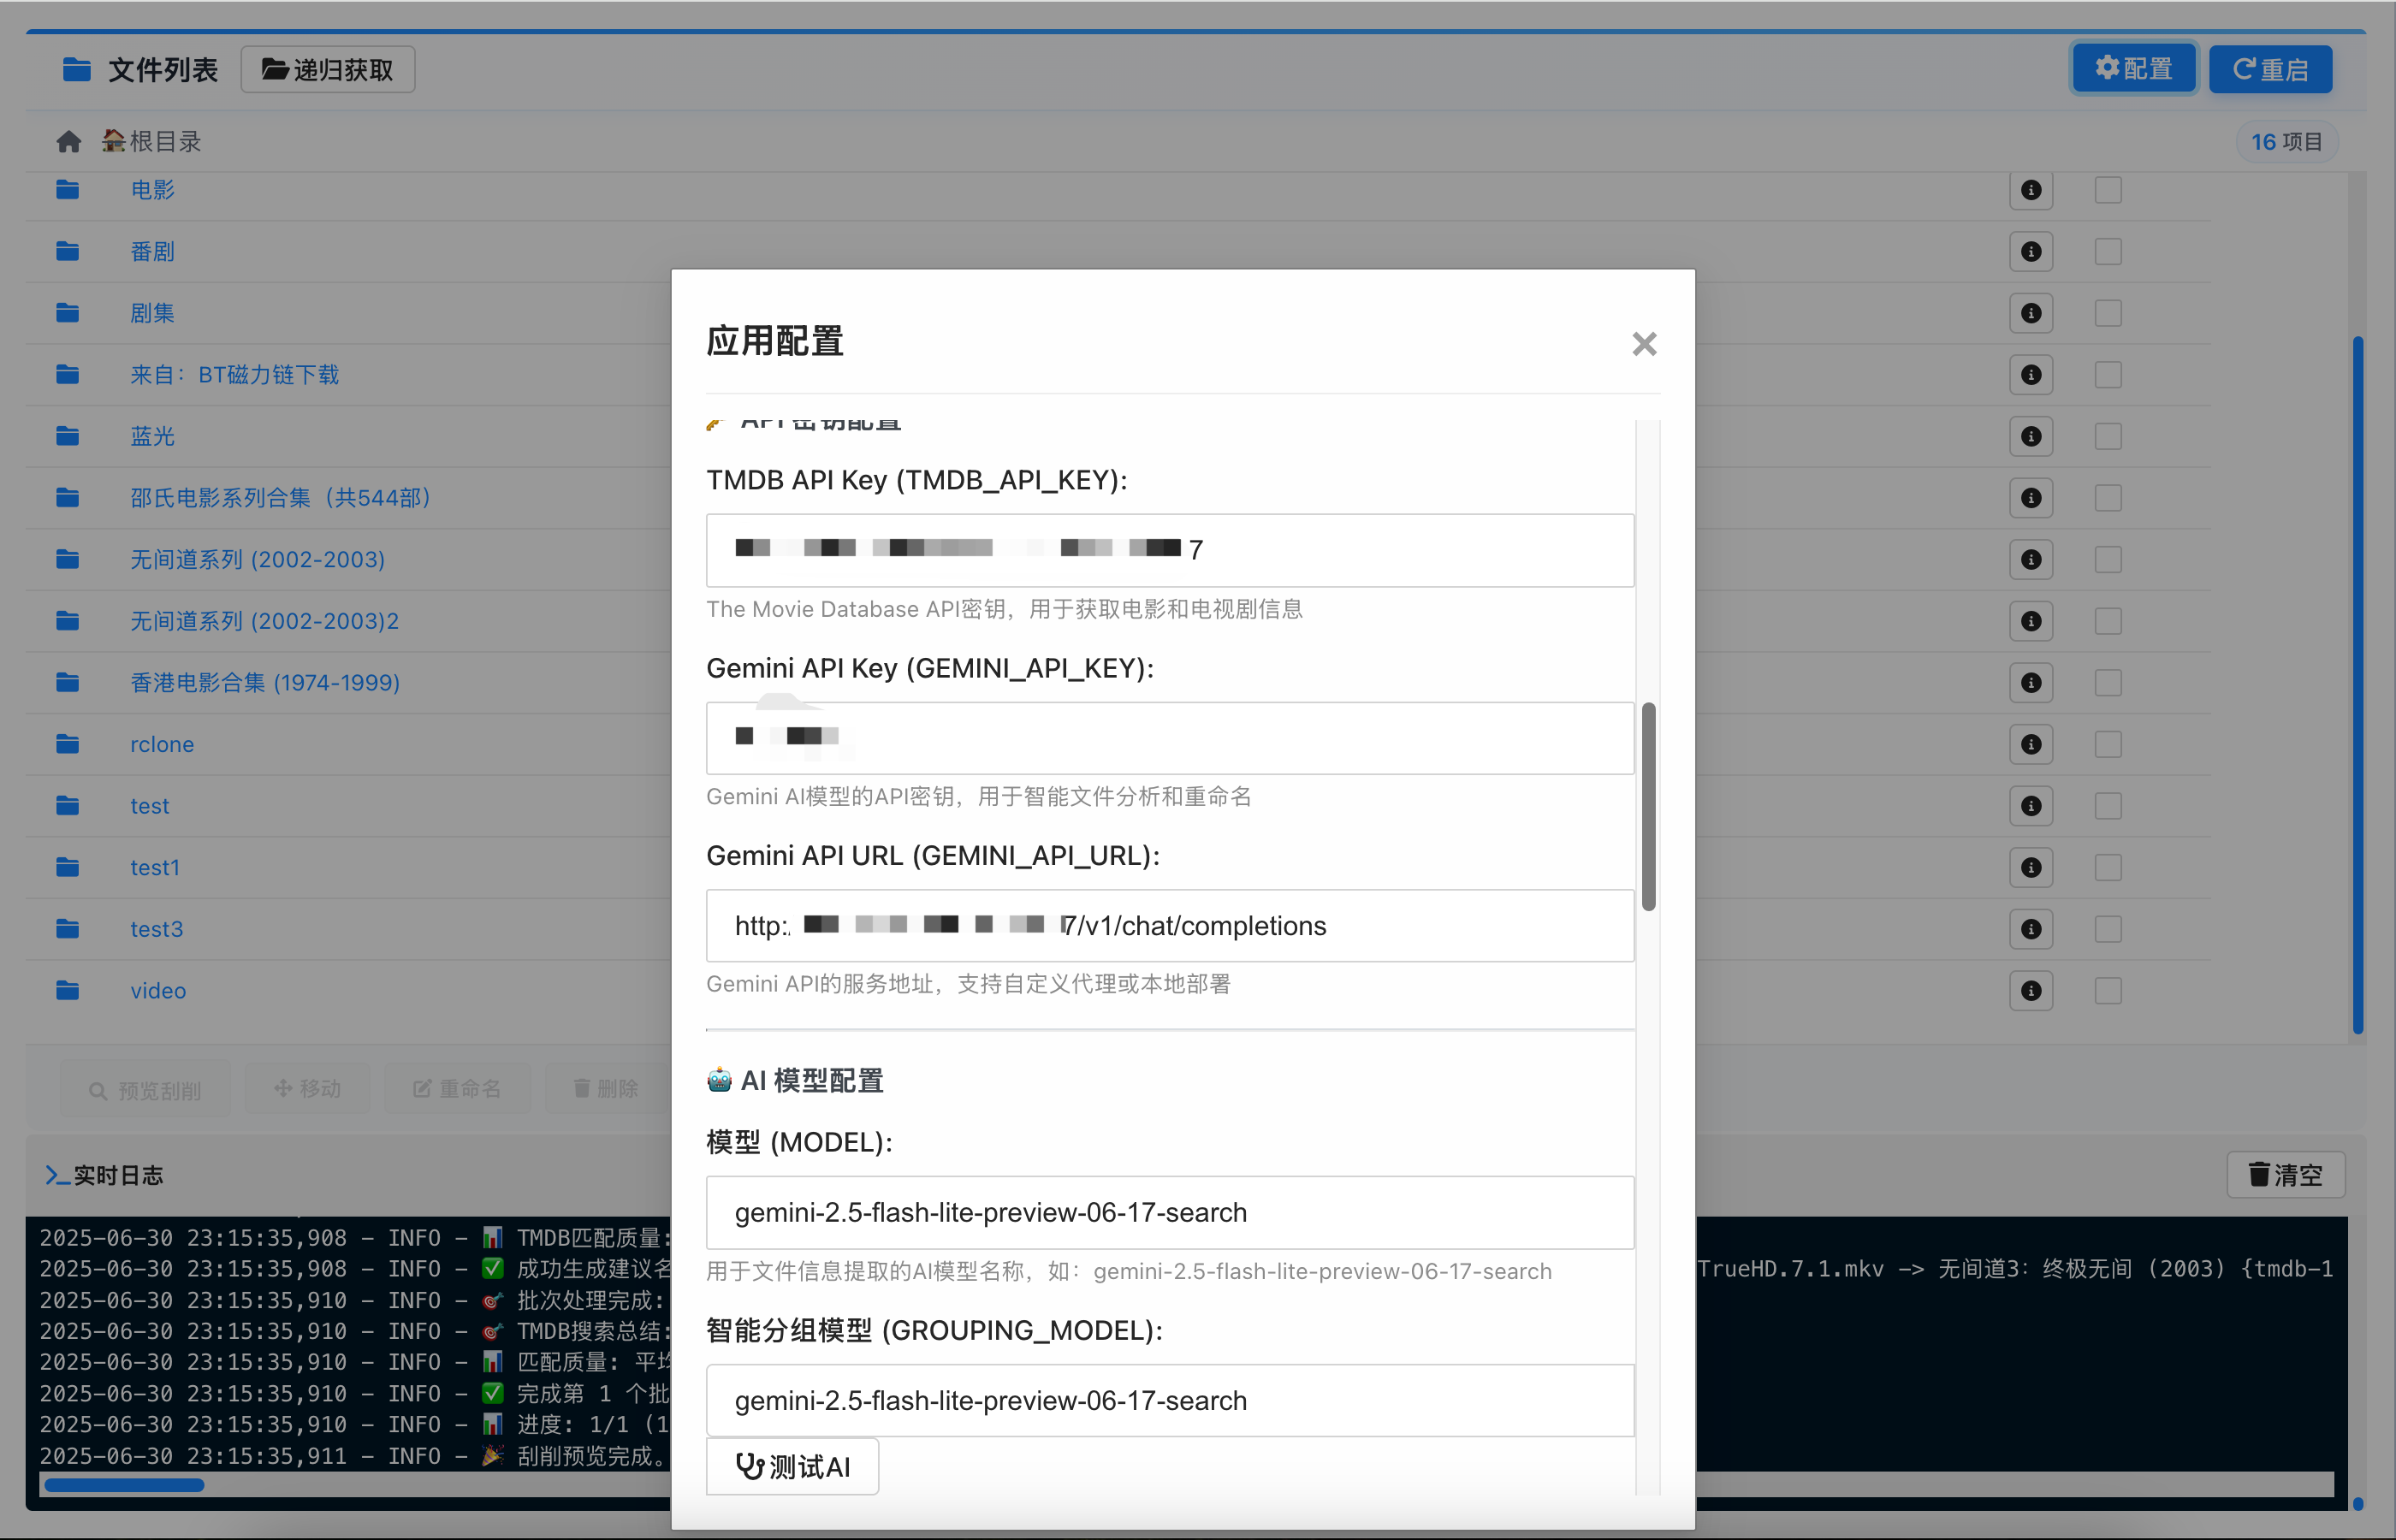 文件列表
递归获取
配置
重启
根目录
16 项目
电影
番剧
剧集
来自：BT磁力链下载
蓝光
邵氏电影系列合集（共544部）
无间道系列 (2002-2003)
无间道系列 (2002-2003)2
香港电影合集 (1974-1999)
rclone
test
test1
test3
video
预览刮削
移动
重命名
删除
应用配置
API 密钥配置
TMDB API Key (TMDB_API_KEY):
7
The Movie Database API密钥，用于获取电影和电视剧信息
Gemini API Key (GEMINI_API_KEY):
Gemini AI模型的API密钥，用于智能文件分析和重命名
Gemini API URL (GEMINI_API_URL):
http: 7/v1/chat/completions
Gemini API的服务地址，支持自定义代理或本地部署
AI 模型配置
模型 (MODEL):
gemini-2.5-flash-lite-preview-06-17-search
用于文件信息提取的AI模型名称，如：gemini-2.5-flash-lite-preview-06-17-search
智能分组模型 (GROUPING_MODEL):
gemini-2.5-flash-lite-preview-06-17-search
测试AI
实时日志
清空
2025-06-30 23:15:35,908 - INFO - TMDB匹配质量:
2025-06-30 23:15:35,908 - INFO - 成功生成建议名 TrueHD.7.1.mkv -> 无间道3：终极无间 (2003) {tmdb-1
2025-06-30 23:15:35,910 - INFO - 批次处理完成:
2025-06-30 23:15:35,910 - INFO - TMDB搜索总结:
2025-06-30 23:15:35,910 - INFO - 匹配质量: 平均
2025-06-30 23:15:35,910 - INFO - 完成第 1 个批
2025-06-30 23:15:35,910 - INFO - 进度: 1/1 (1
2025-06-30 23:15:35,911 - INFO - 刮削预览完成。